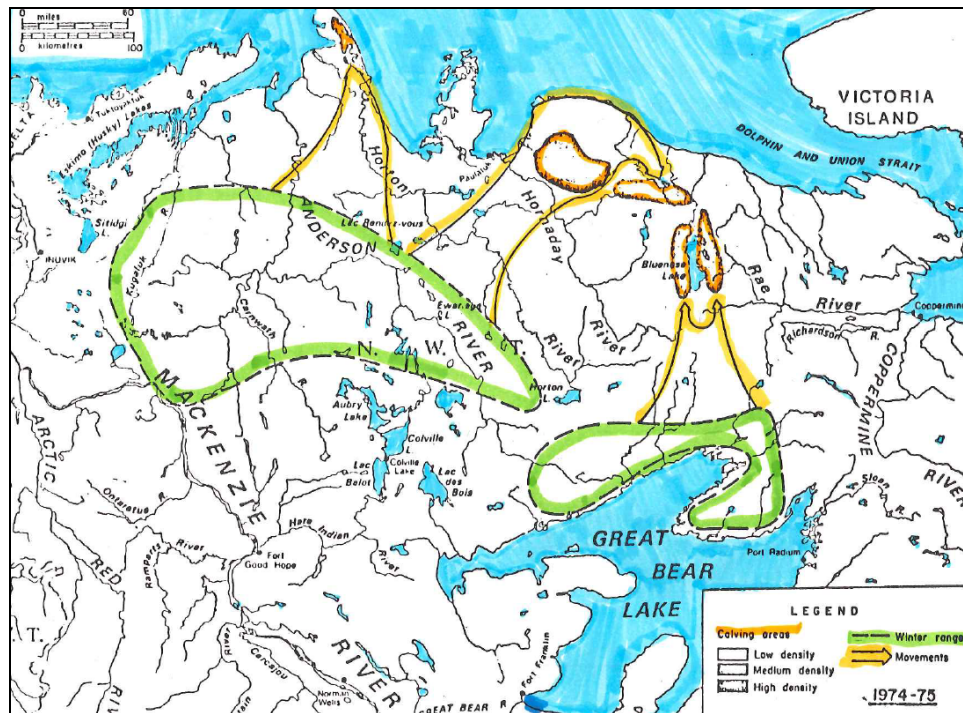 0 miles 60
0 kilometres 100
VICTORIA
ISLAND
DOLPHIN AND UNION STRAIT
DELTA
Tuktoyaktuk
Eskimo (Husky) Lakes
Sitidgi
L.
INUVIK
Kugaluk R.
Horton
Paulatuk
Lac Rendez-vous
ANDERSON
RIVER
Hornaday
River
Bluenose
Lake
Rae
River
Richardson R.
Coppermine
COPPERMINE
RIVER
Carnwath
R.
N. W. T.
River
Horton
L.
Aubry
Lake
Colville
L.
Colville
Lake
Lac
Belot
Lac
des
Bois
MACKENZIE
RIVER
ARCTIC
RED
Ontaratue R.
Ramparts River
Hare Indian
River
Fort
Good Hope
GREAT
BEAR
LAKE
Port Radium
Sloan
R.
T.
River
Carcajou
Norman
Wells
Fort Franklin
GREAT BEAR R
LEGEND
Calving areas
Low density
Medium density
High density
Winter range
Movements
1974-75